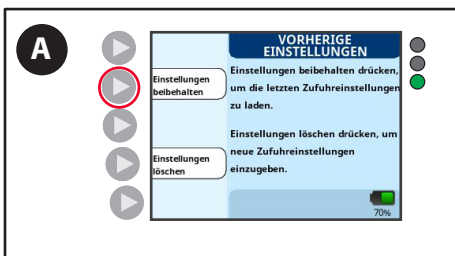 A
VORHERIGE
EINSTELLUNGEN
Einstellungen
beibehalten
Einstellungen beibehalten drücken,
um die letzten Zufuhreinstellungen
zu laden.
Einstellungen löschen drücken, um
neue Zufuhreinstellungen
einzugeben.
Einstellungen
löschen
70%